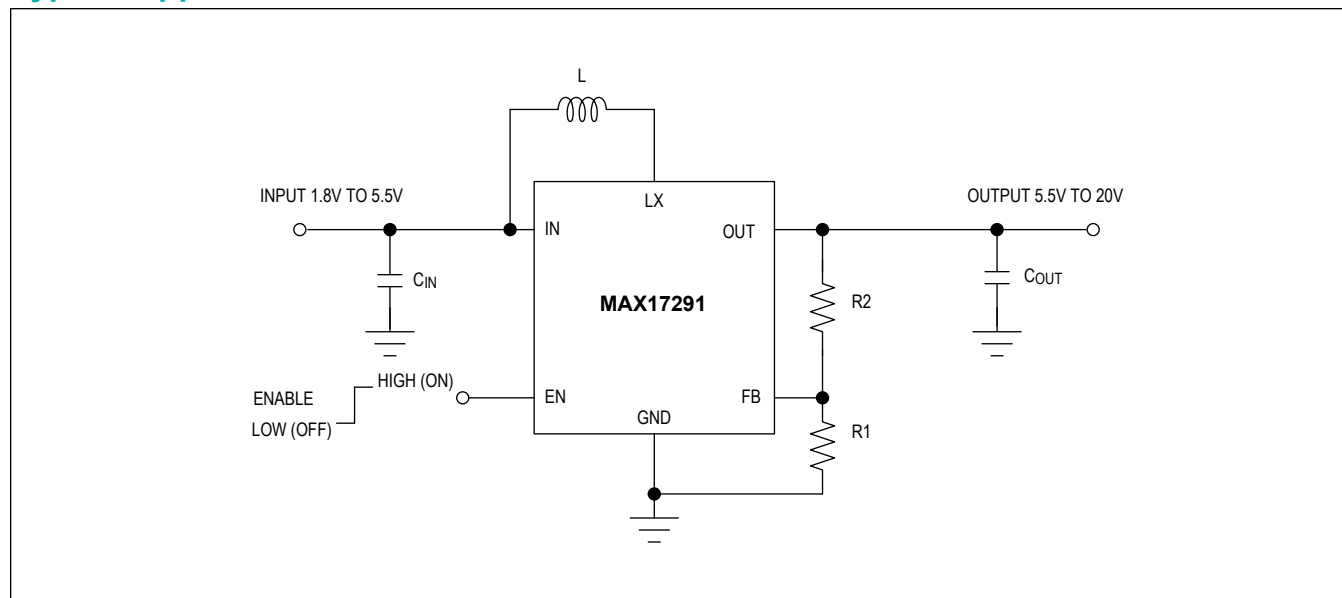 L
INPUT 1.8V TO 5.5V
LX
OUTPUT 5.5V TO 20V
IN
OUT
CIN
COUT
R2
MAX17291
HIGH (ON)
ENABLE
EN
FB
LOW (OFF)
GND
R1